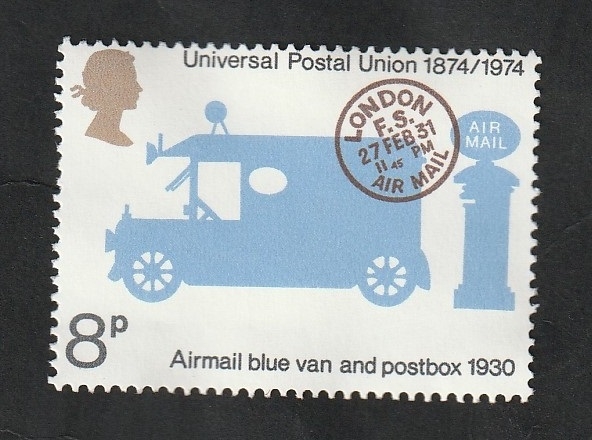 Universal Postal Union 1874/1974
LONDON
F.S.
27 FEB 31
11 45 PM
AIR MAIL
AIR
MAIL
8p
Airmail blue van and postbox 1930